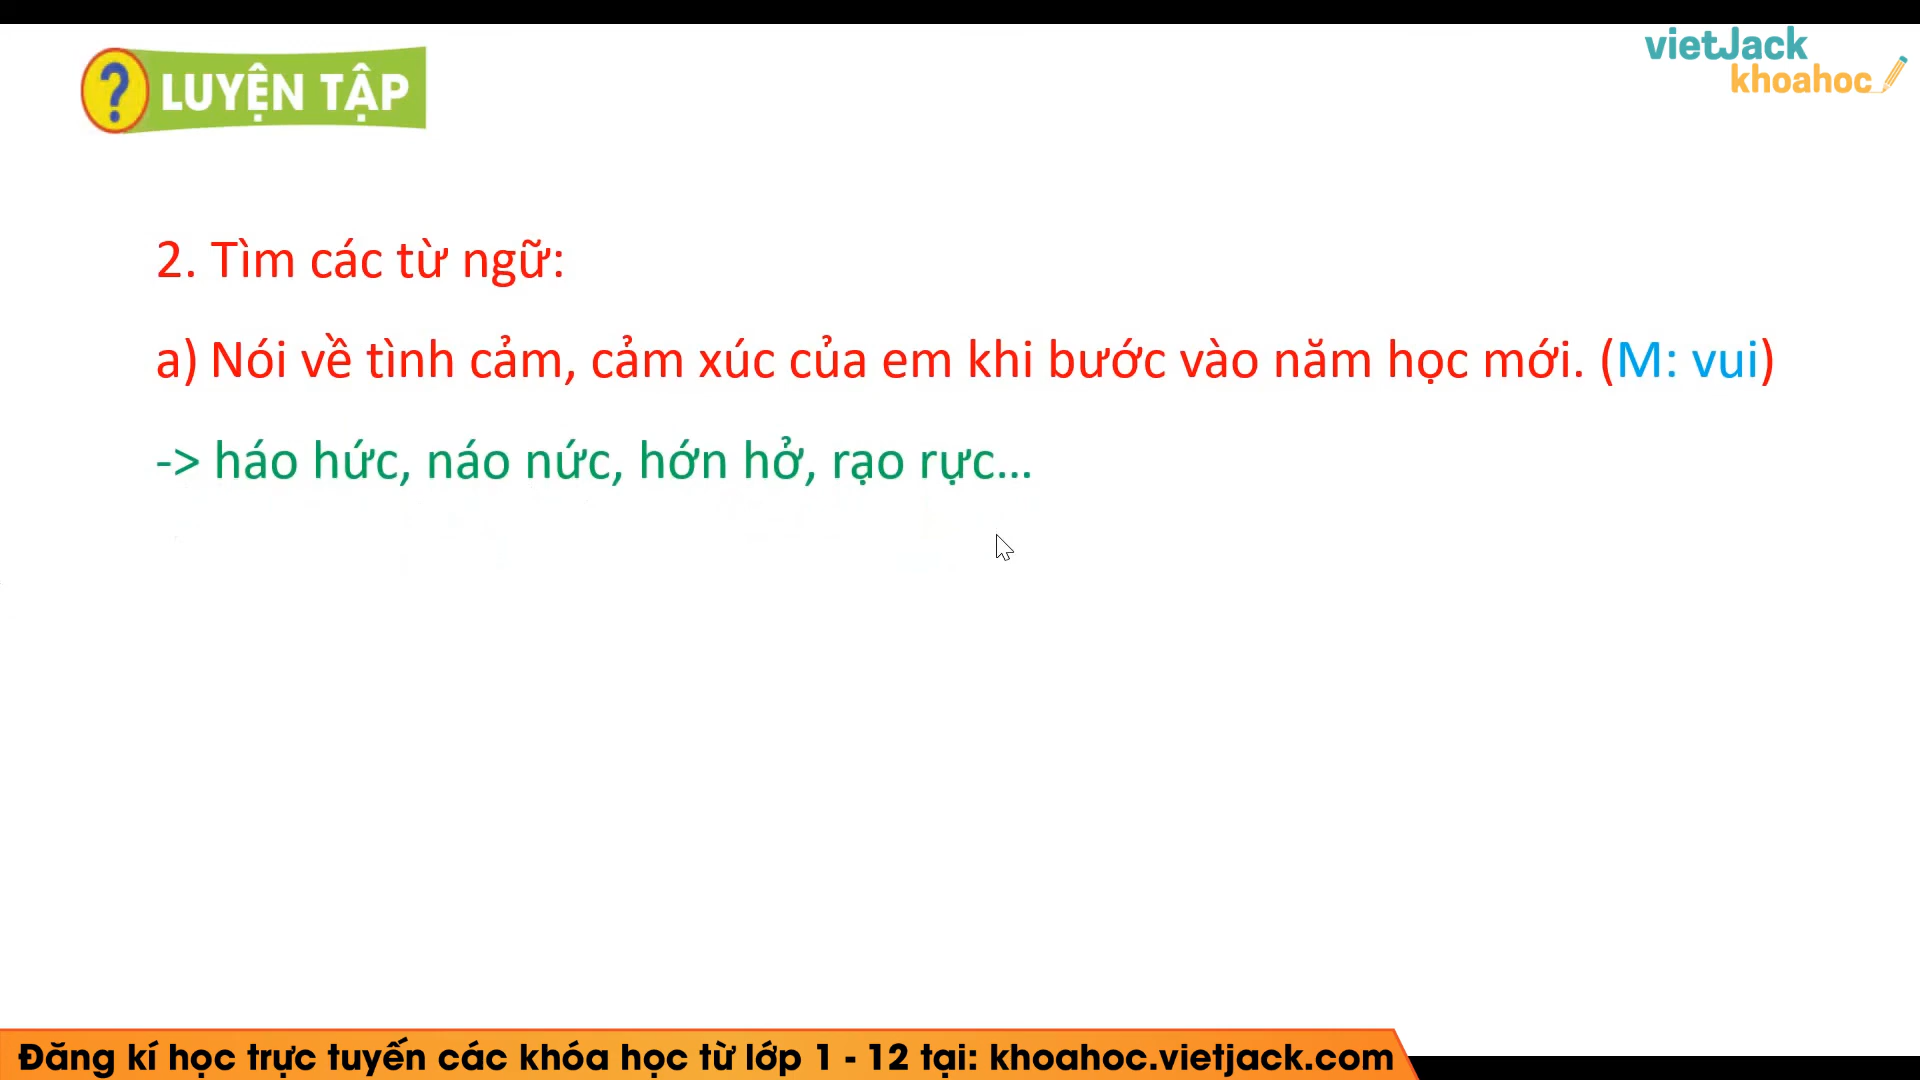 vietJack
khoahoc
? LUYỆN TẬP
2. Tìm các từ ngữ:
a) Nói về tình cảm, cảm xúc của em khi bước vào năm học mới. (M: vui)
-> háo hức, náo nức, hớn hở, rạo rực...
Đăng kí học trực tuyến các khóa học từ lớp 1 - 12 tại: khoahoc.vietjack.com